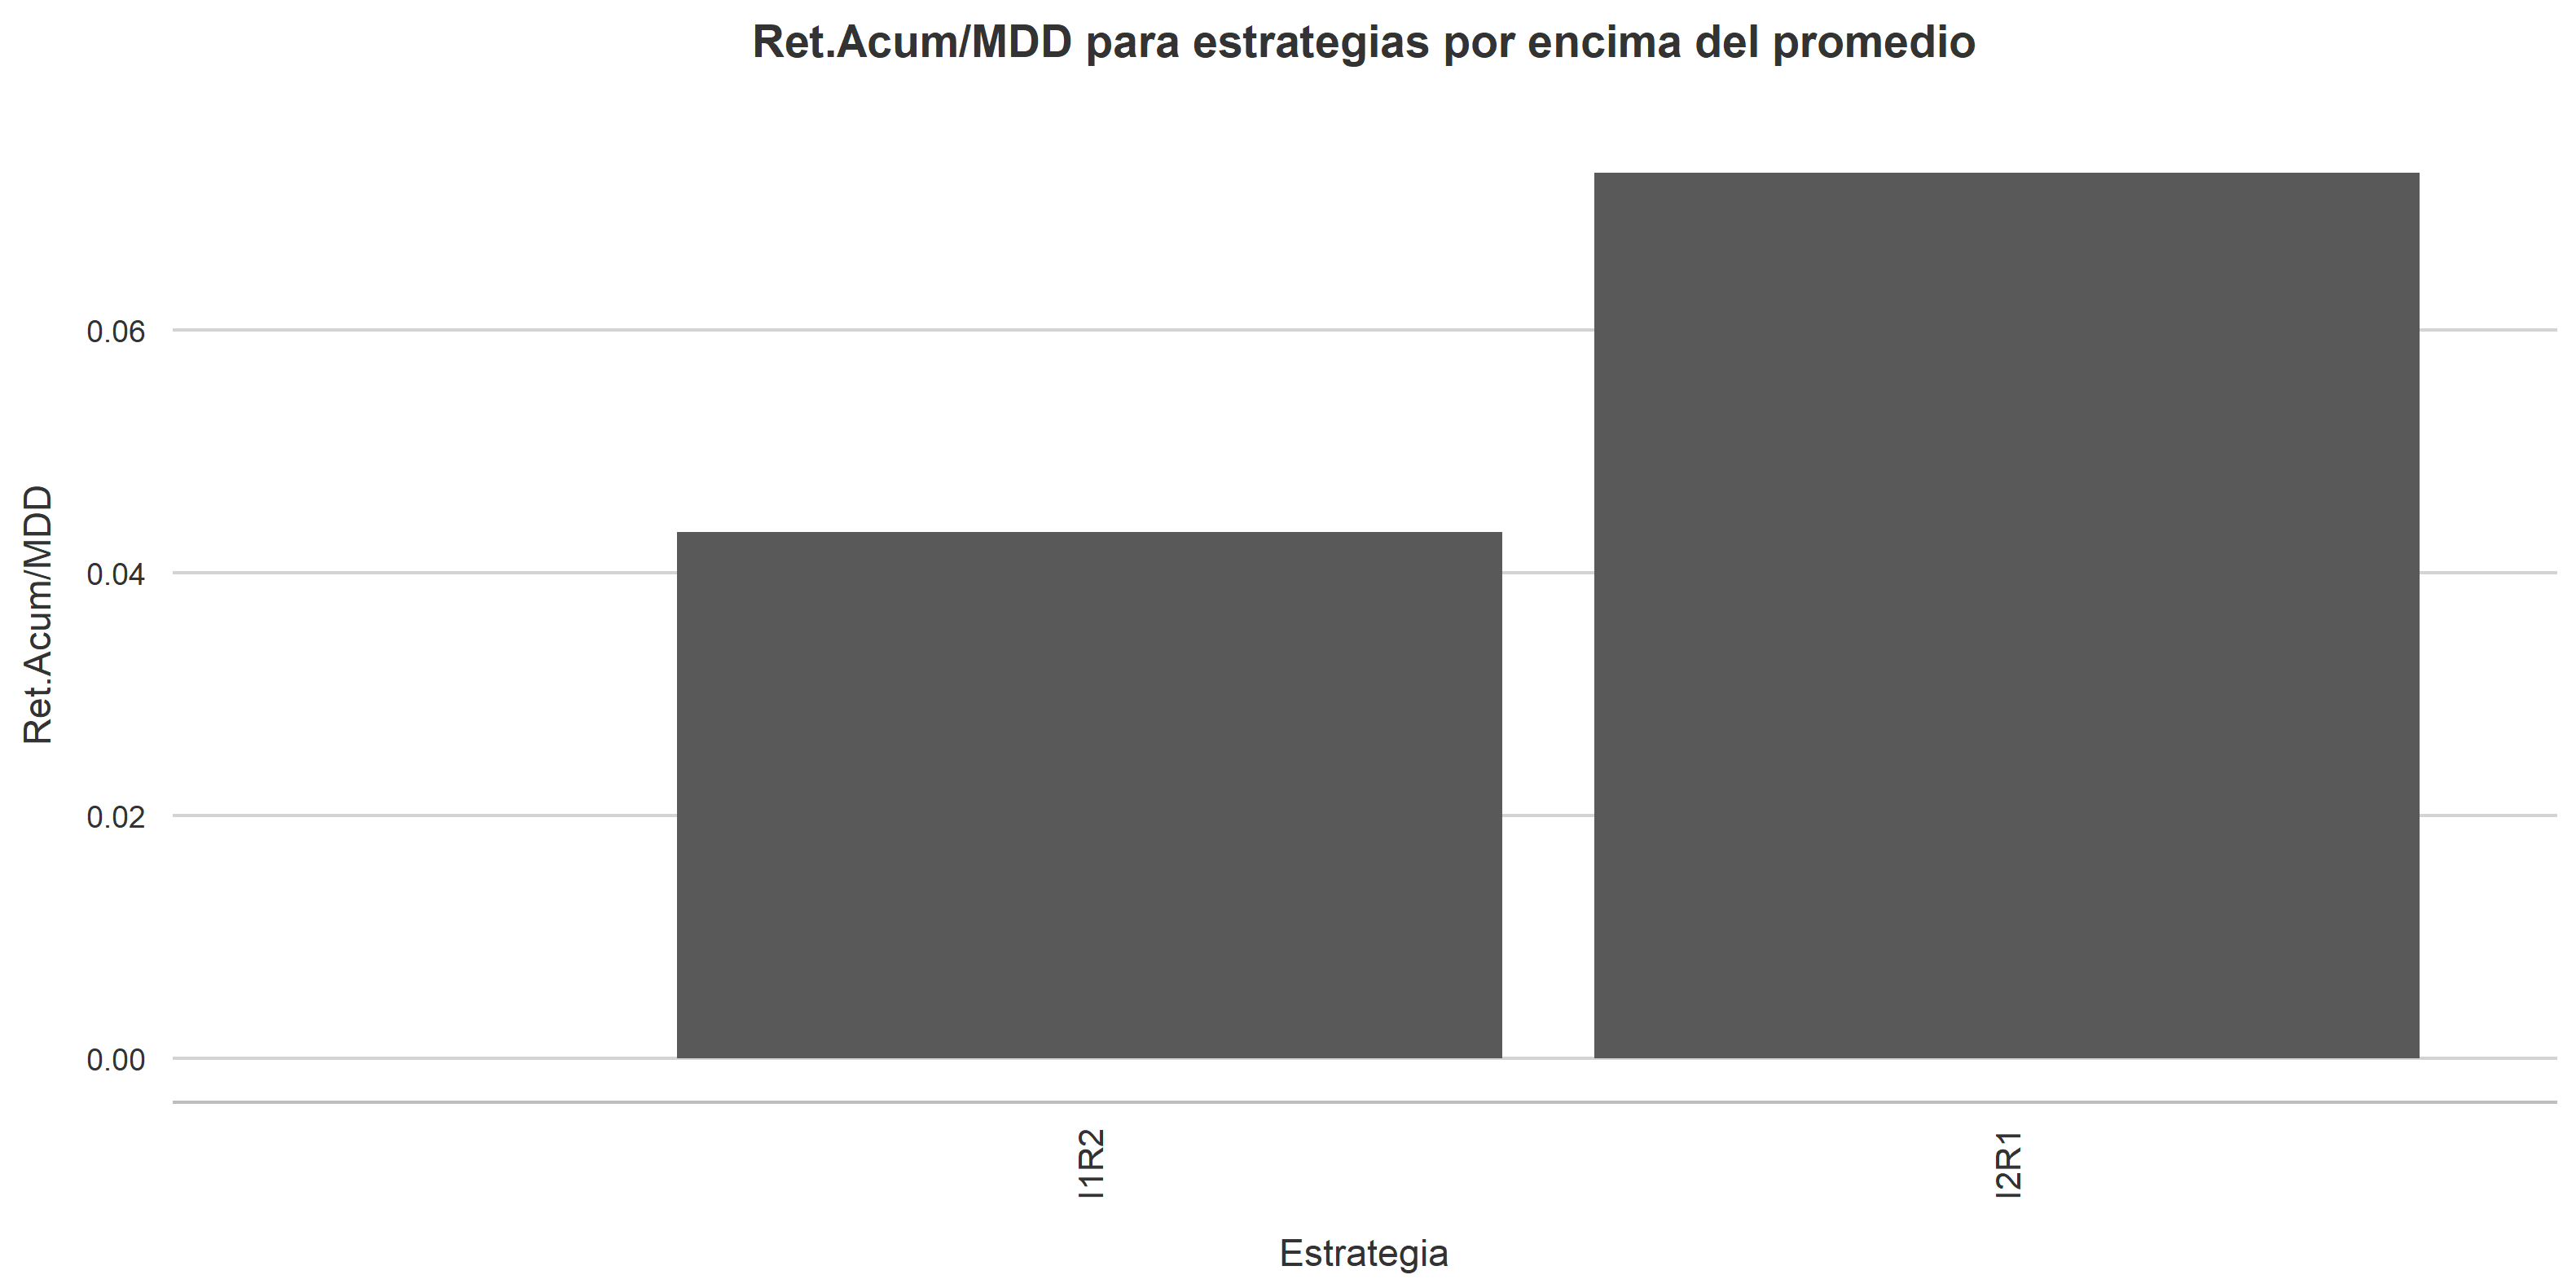 Ret.Acum/MDD para estrategias por encima del promedio
Ret.Acum/MDD
0.06
0.04
0.02
0.00
I1R2
I2R1
Estrategia